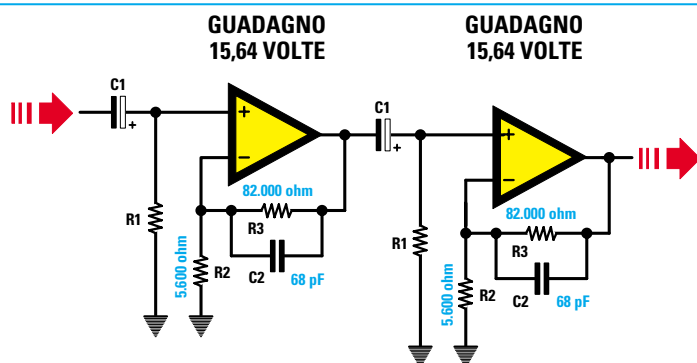 GUADAGNO
15,64 VOLTE
GUADAGNO
15,64 VOLTE
C1
+
+
−
R1
82.000 ohm
R3
5.600 ohm
R2
C2
68 pF
C1
+
+
−
R1
82.000 ohm
R3
5.600 ohm
R2
C2
68 pF